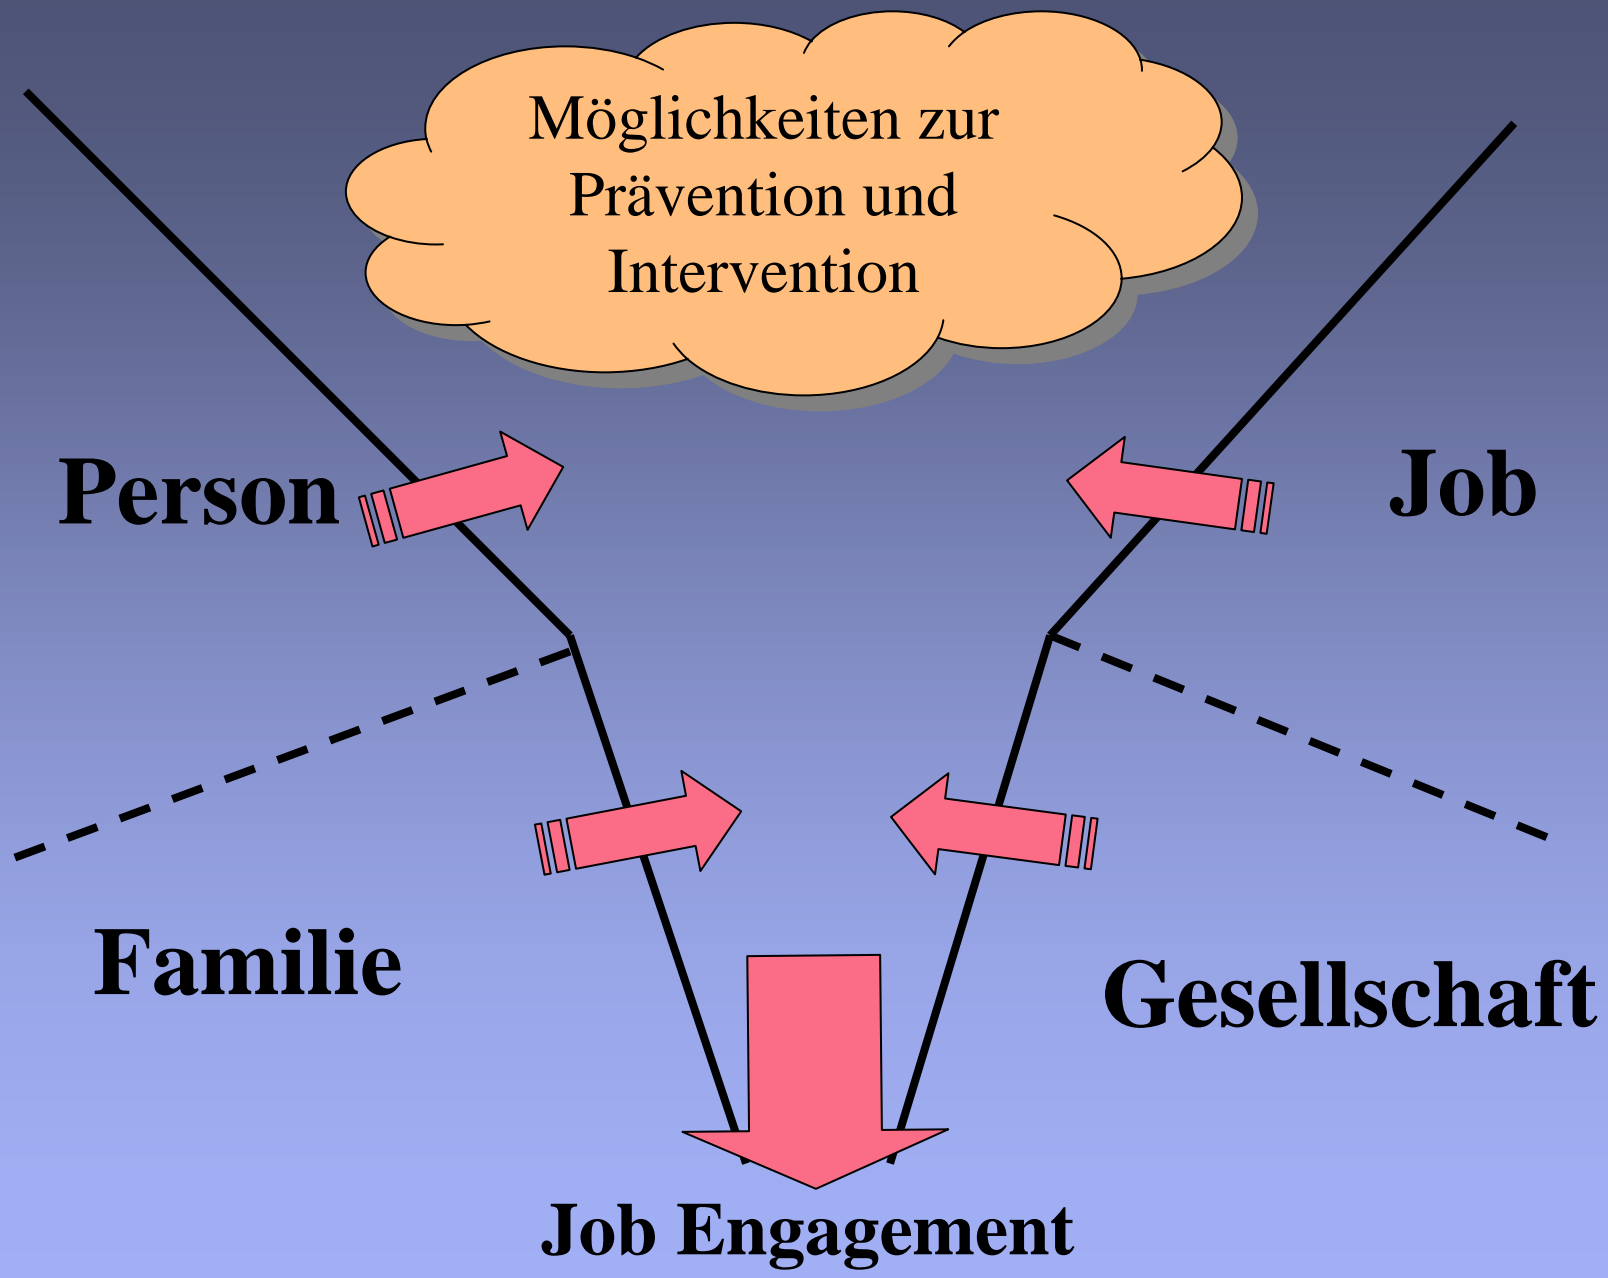 Möglichkeiten zur
Prävention und
Intervention
Person
Job
Familie
Gesellschaft
Job Engagement